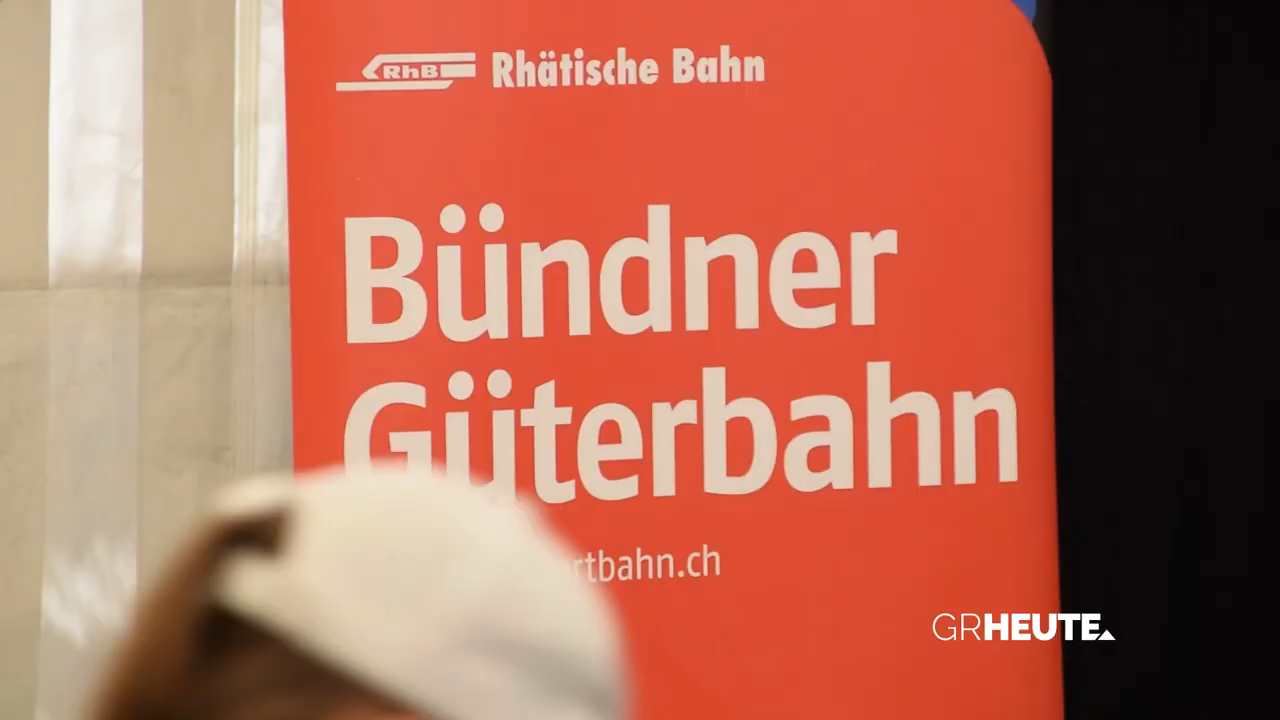 RhB Rhätische Bahn
Bündner
Güterbahn
rtbahn.ch
GRHEUTE